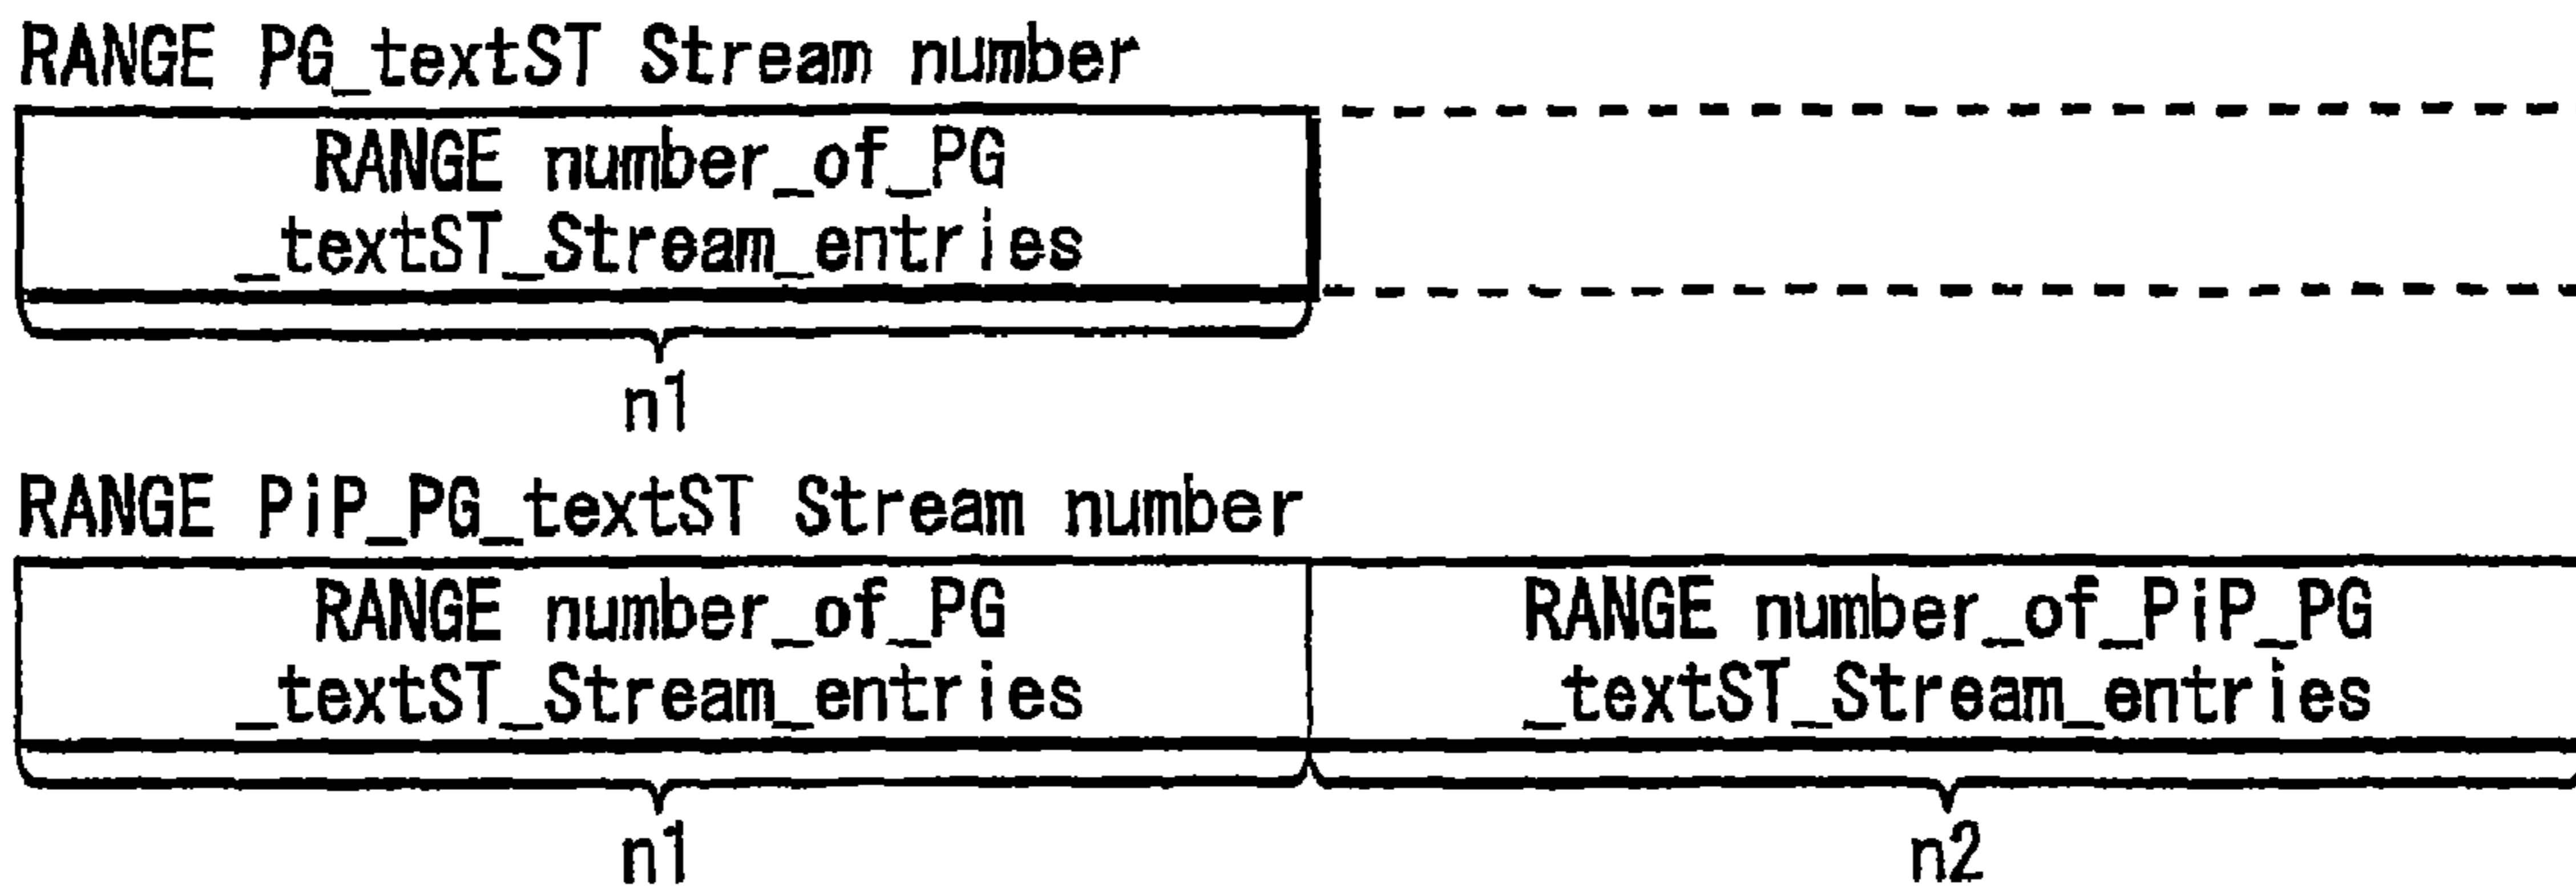 RANGE PG_textST Stream number
RANGE number_of_PG
_textST_Stream_entries
n1
RANGE PiP_PG_textST Stream number
RANGE number_of_PG
_textST_Stream_entries
RANGE number_of_PiP_PG
_textST_Stream_entries
n1
n2